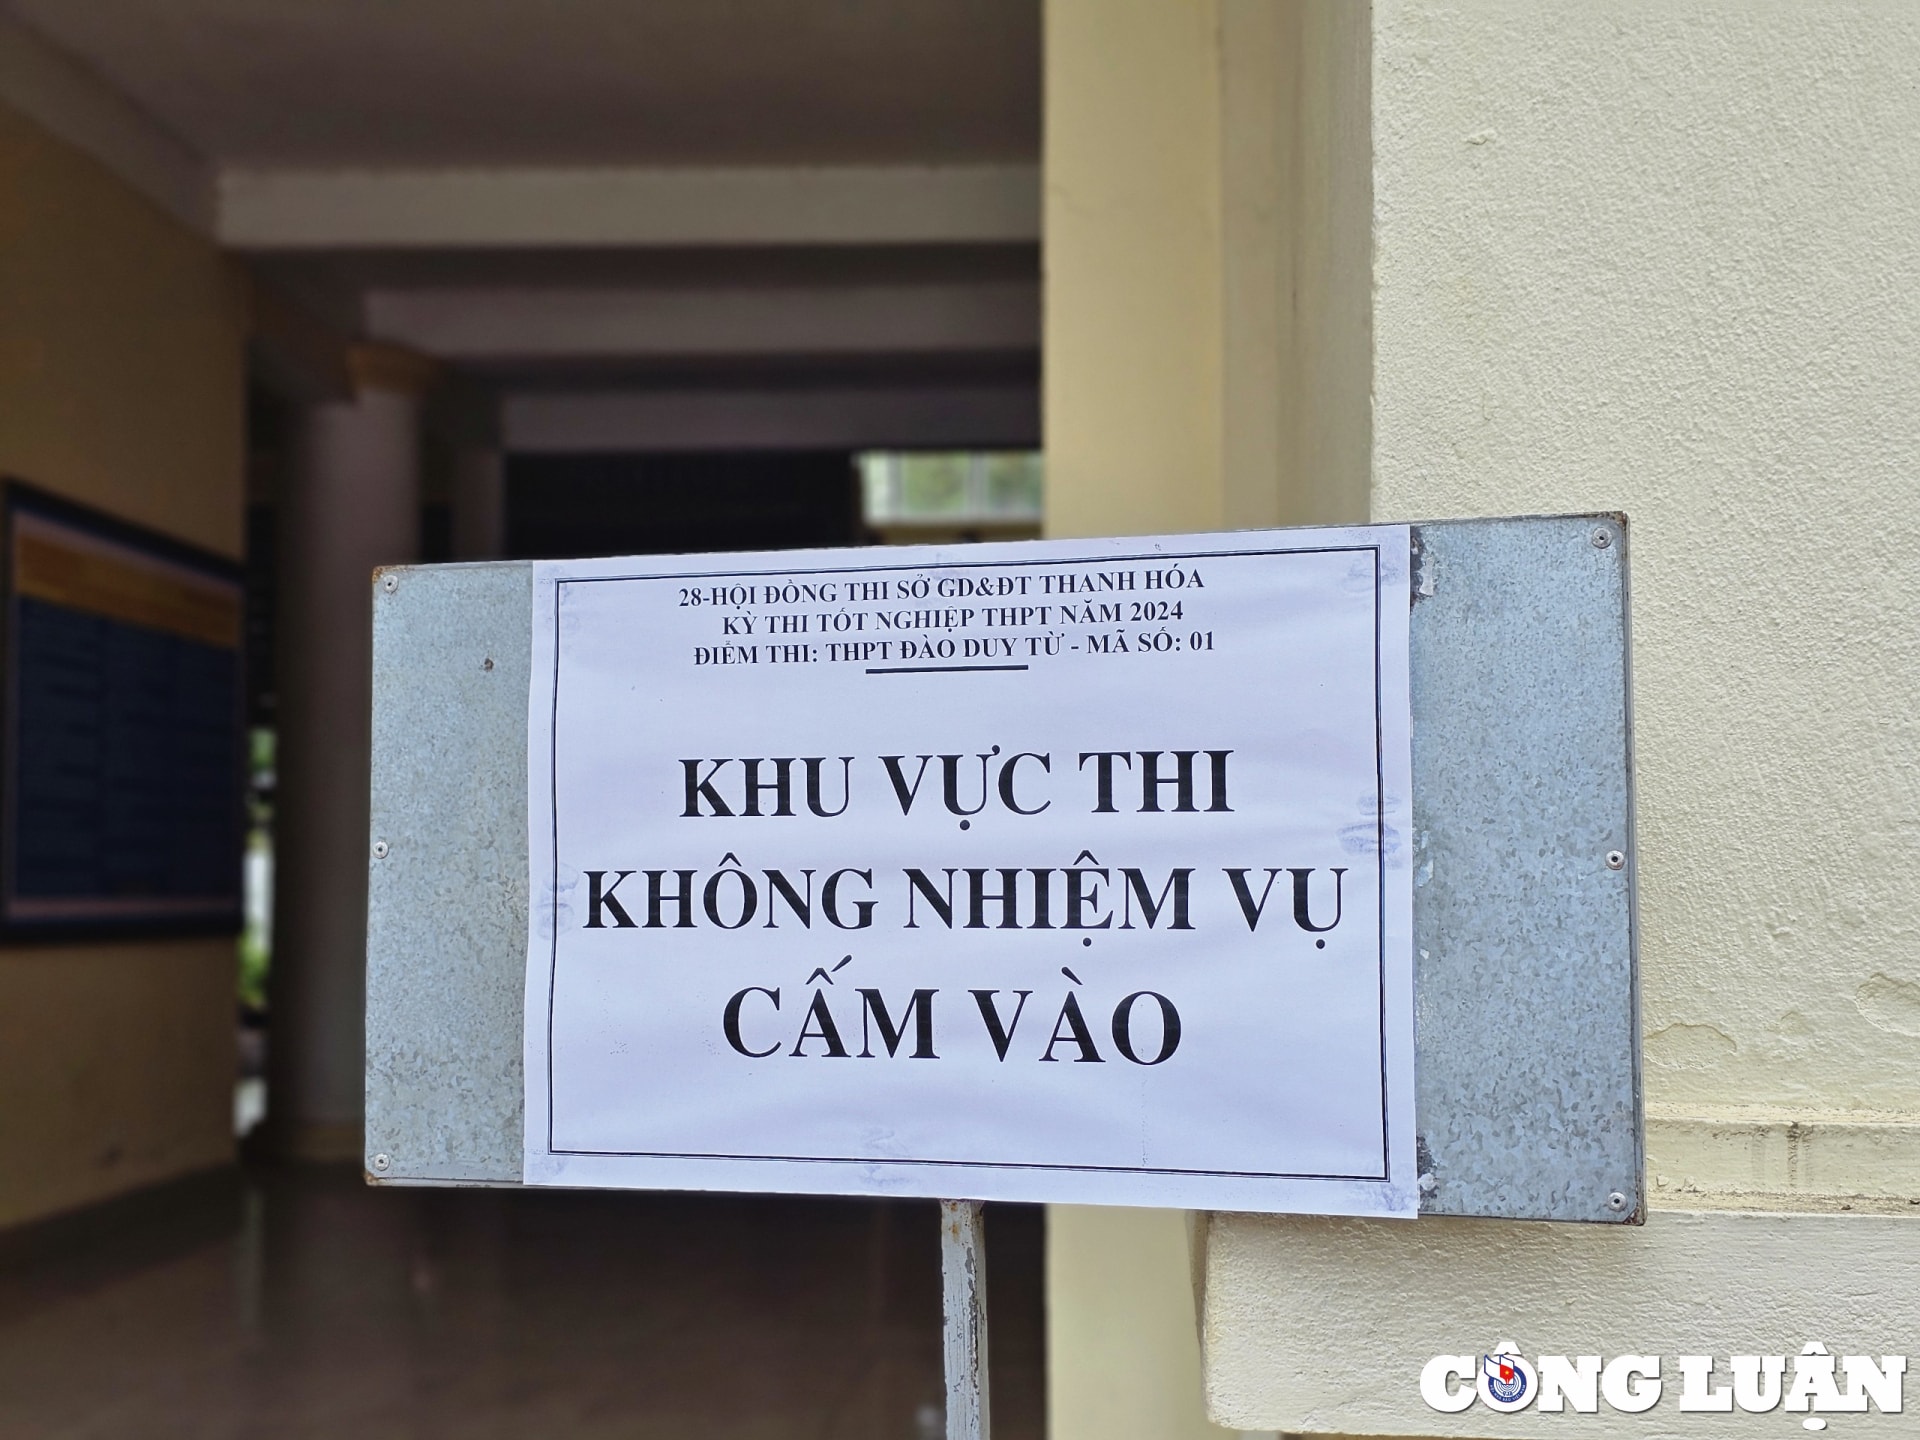 28-HỘI ĐỒNG THI SỞ GD&ĐT THANH HÓA
KỲ THI TỐT NGHIỆP THPT NĂM 2024
ĐIỂM THI: THPT ĐÀO DUY TỪ - MÃ SỐ: 01
KHU VỰC THI
KHÔNG NHIỆM VỤ
CẤM VÀO
CÔNG LUẬN